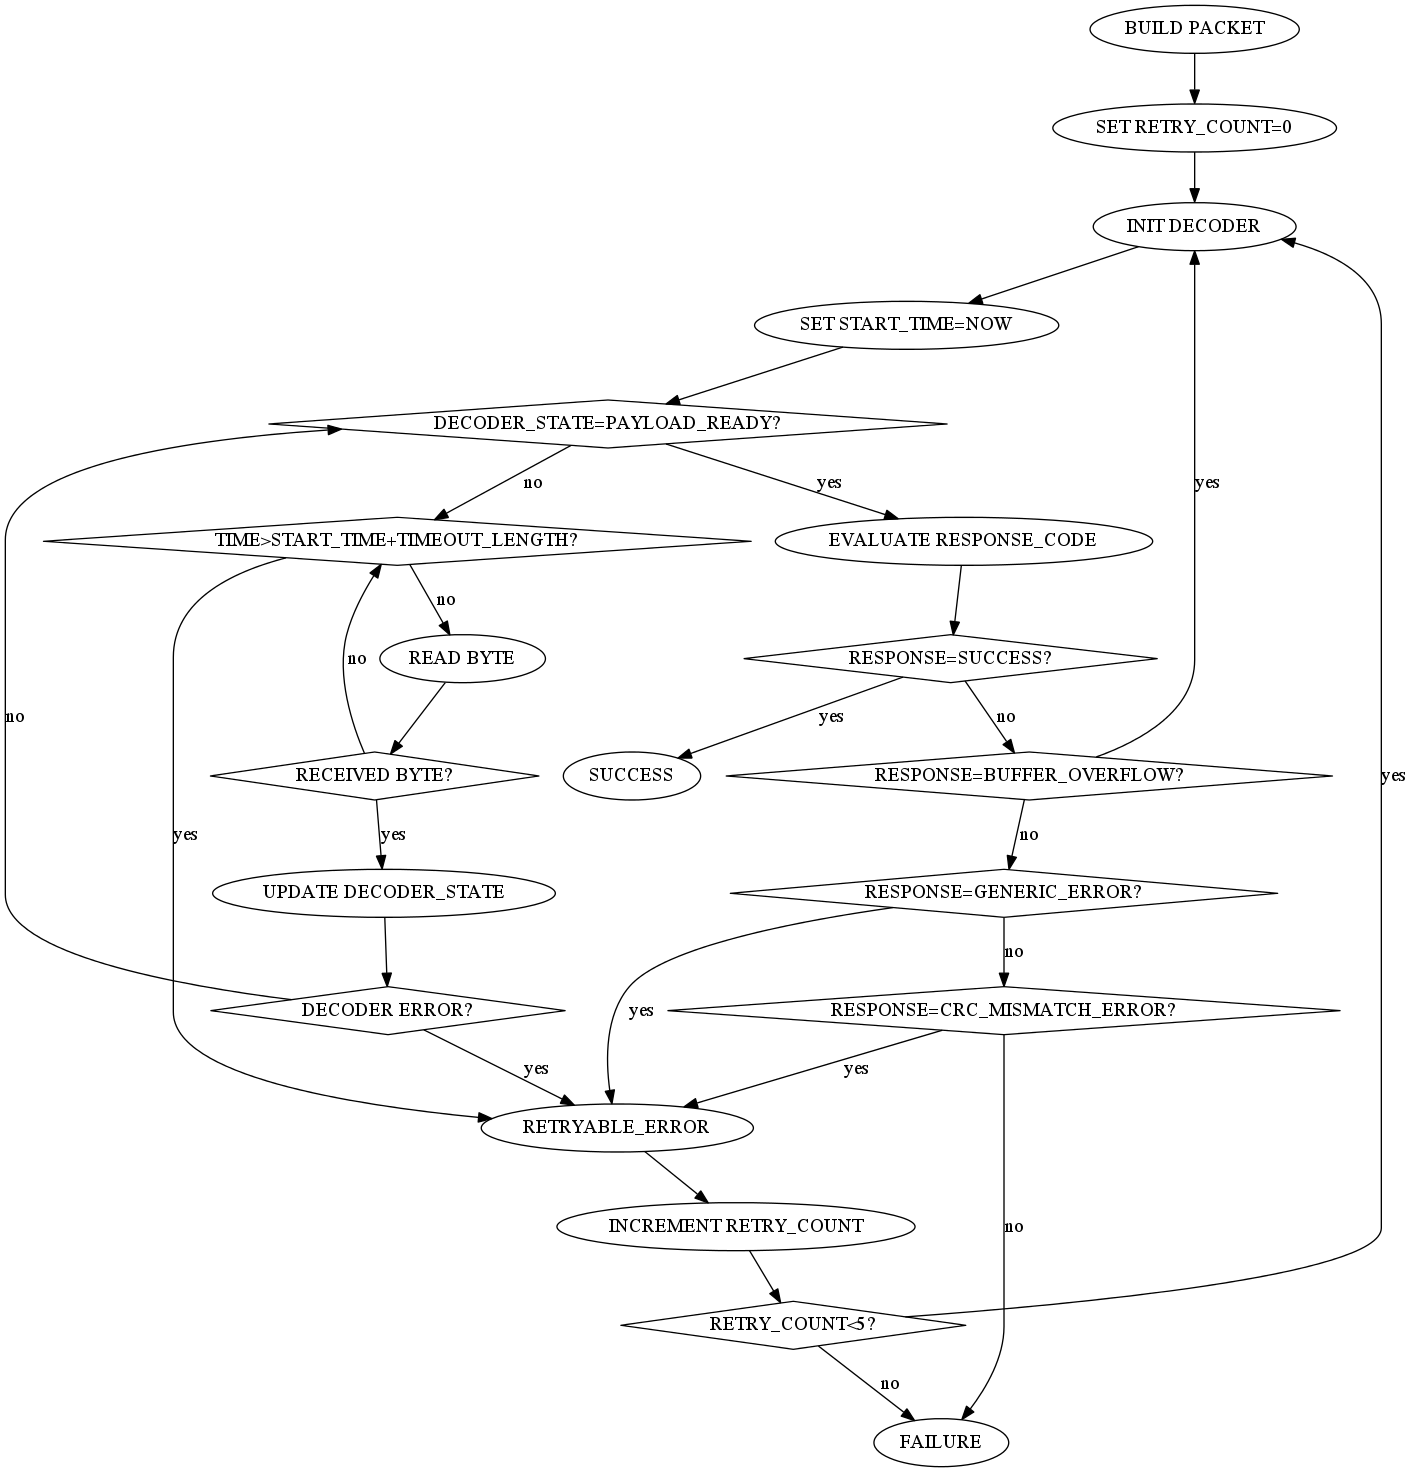 BUILD PACKET
SET RETRY_COUNT=0
INIT DECODER
SET START_TIME=NOW
DECODER_STATE=PAYLOAD_READY?
no
yes
yes
TIME>START_TIME+TIMEOUT_LENGTH?
EVALUATE RESPONSE_CODE
no
READ BYTE
RESPONSE=SUCCESS?
no
no
yes
no
RECEIVED BYTE?
SUCCESS
RESPONSE=BUFFER_OVERFLOW?
yes
yes
yes
no
UPDATE DECODER_STATE
RESPONSE=GENERIC_ERROR?
no
DECODER ERROR?
yes
RESPONSE=CRC_MISMATCH_ERROR?
yes
yes
RETRYABLE_ERROR
INCREMENT RETRY_COUNT
no
RETRY_COUNT<5?
no
FAILURE